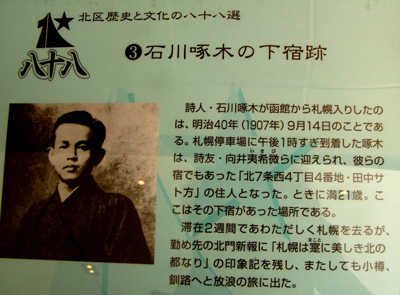 北区歴史と文化の八十八選
八十八
❸石川啄木の下宿跡
詩人・石川啄木が函館から札幌入りしたの
は、明治40年（1907年）9月14日のことであ
る。札幌停車場に午後1時すぎ到着した啄木
いきび
は、詩友・向井夷希微らに迎えられ、彼らの
宿でもあった「北7条西4丁目4番地・田中サ
ト方」の住人となった。ときに満21歳。こ
こはその下宿があった場所である。
滞在2週間であわただしく札幌を去るが、
まこと
勤め先の北門新報に「札幌は寔に美しき北の
都なり」の印象記を残し、またしても小樽、
釧路へと放浪の旅に出た。